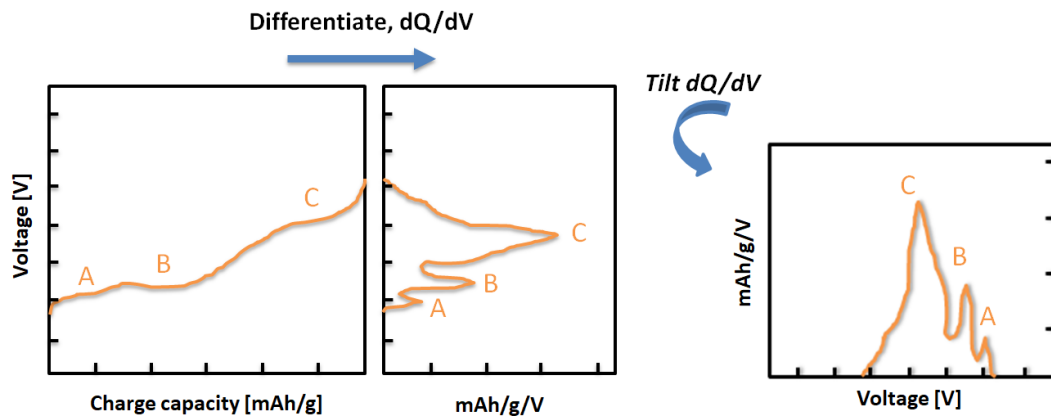 Differentiate, dQ/dV
Tilt dQ/dV
Voltage [V]
A
B
C
Charge capacity [mAh/g]
C
B
A
mAh/g/V
mAh/g/V
C
B
A
Voltage [V]